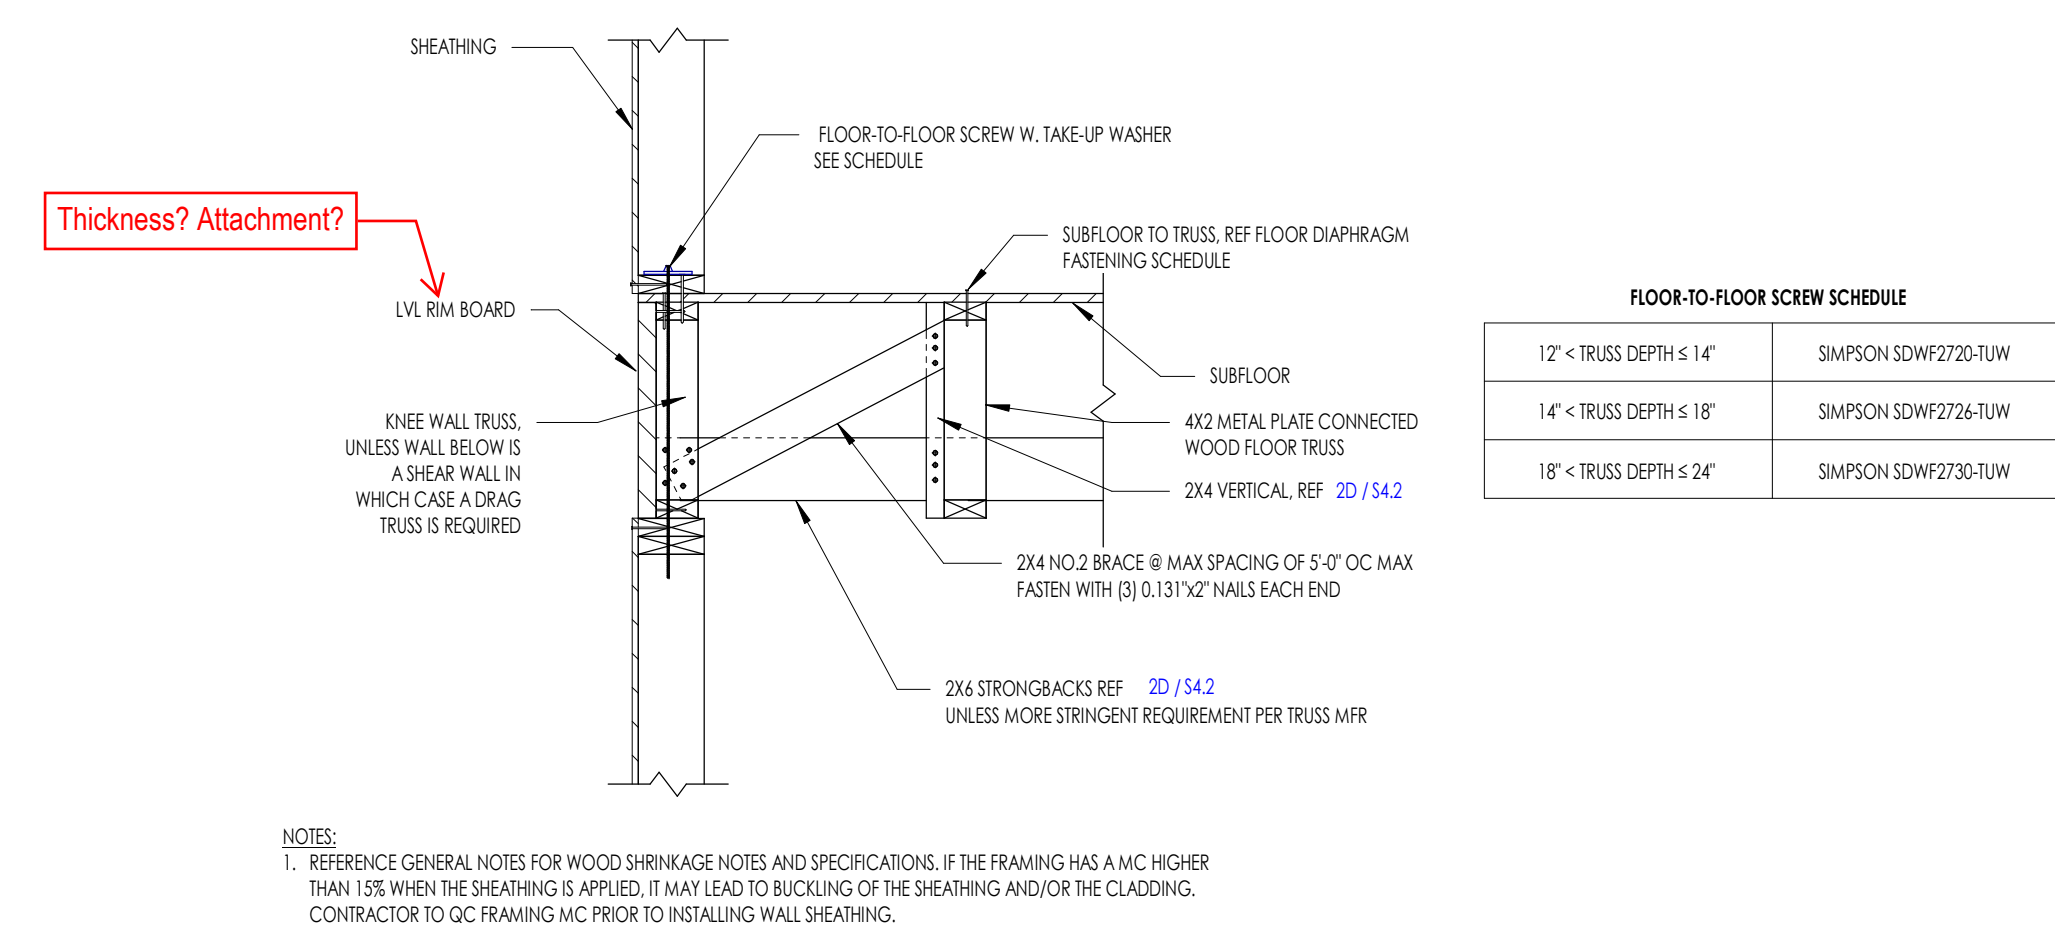 SHEATHING
FLOOR-TO-FLOOR SCREW W. TAKE-UP WASHER
SEE SCHEDULE
Thickness? Attachment?
SUBFLOOR TO TRUSS, REF FLOOR DIAPHRAGM
FASTENING SCHEDULE
LVL RIM BOARD
SUBFLOOR
KNEE WALL TRUSS,
UNLESS WALL BELOW IS
A SHEAR WALL IN
WHICH CASE A DRAG
TRUSS IS REQUIRED
4X2 METAL PLATE CONNECTED
WOOD FLOOR TRUSS
2X4 VERTICAL, REF 2D / S4.2
2X4 NO.2 BRACE @ MAX SPACING OF 5'-0" OC MAX
FASTEN WITH (3) 0.131"x2" NAILS EACH END
2X6 STRONGBACKS REF 2D / S4.2
UNLESS MORE STRINGENT REQUIREMENT PER TRUSS MFR
FLOOR-TO-FLOOR SCREW SCHEDULE
12" < TRUSS DEPTH ≤ 14" SIMPSON SDWF2720-TUW
14" < TRUSS DEPTH ≤ 18" SIMPSON SDWF2726-TUW
18" < TRUSS DEPTH ≤ 24" SIMPSON SDWF2730-TUW
NOTES:
1. REFERENCE GENERAL NOTES FOR WOOD SHRINKAGE NOTES AND SPECIFICATIONS. IF THE FRAMING HAS A MC HIGHER
THAN 15% WHEN THE SHEATHING IS APPLIED, IT MAY LEAD TO BUCKLING OF THE SHEATHING AND/OR THE CLADDING.
CONTRACTOR TO QC FRAMING MC PRIOR TO INSTALLING WALL SHEATHING.